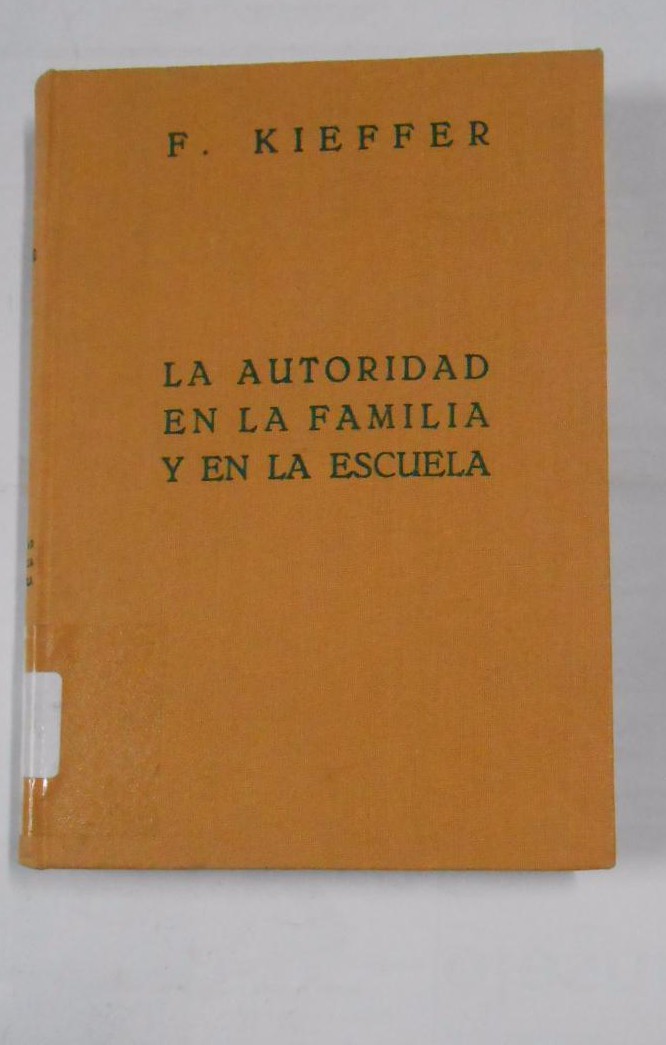 F. KIEFFER
LA AUTORIDAD
EN LA FAMILIA
Y EN LA ESCUELA